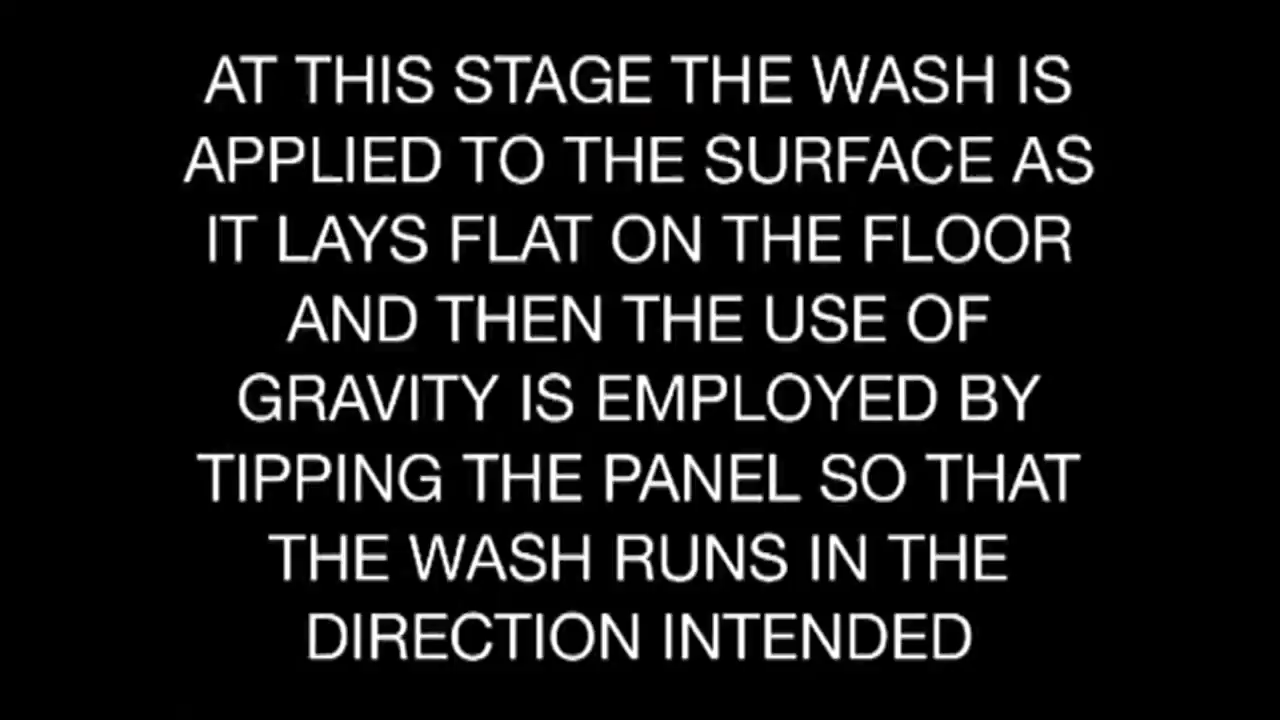 AT THIS STAGE THE WASH IS
APPLIED TO THE SURFACE AS
IT LAYS FLAT ON THE FLOOR
AND THEN THE USE OF
GRAVITY IS EMPLOYED BY
TIPPING THE PANEL SO THAT
THE WASH RUNS IN THE
DIRECTION INTENDED